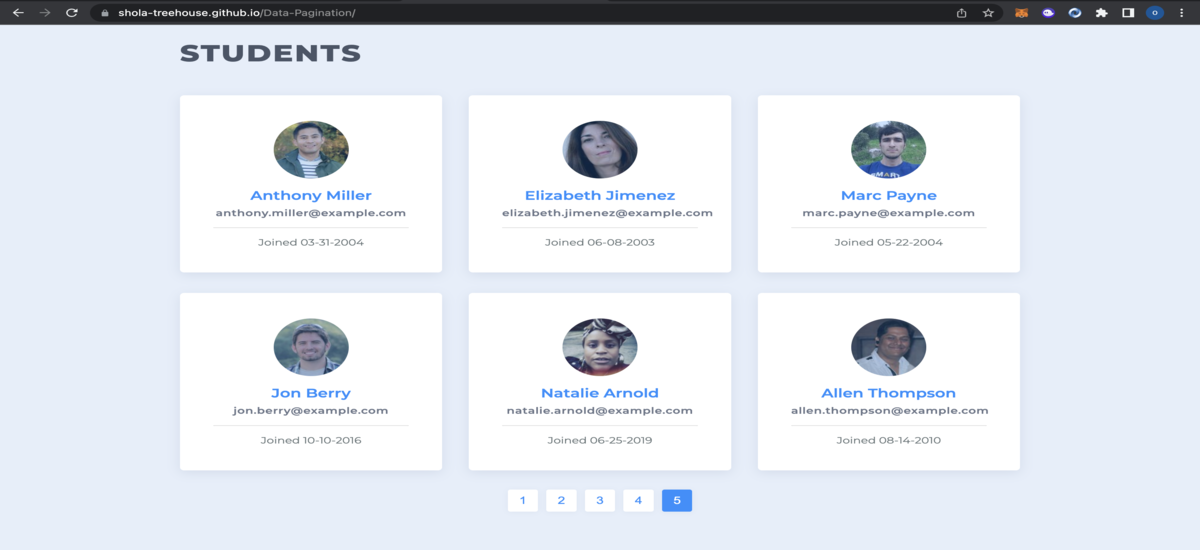 shola-treehouse.github.io/Data-Pagination/
STUDENTS
Anthony Miller
anthony.miller@example.com
Joined 03-31-2004
Elizabeth Jimenez
elizabeth.jimenez@example.com
Joined 06-08-2003
Marc Payne
marc.payne@example.com
Joined 05-22-2004
Jon Berry
jon.berry@example.com
Joined 10-10-2016
Natalie Arnold
natalie.arnold@example.com
Joined 06-25-2019
Allen Thompson
allen.thompson@example.com
Joined 08-14-2010
1 2 3 4 5